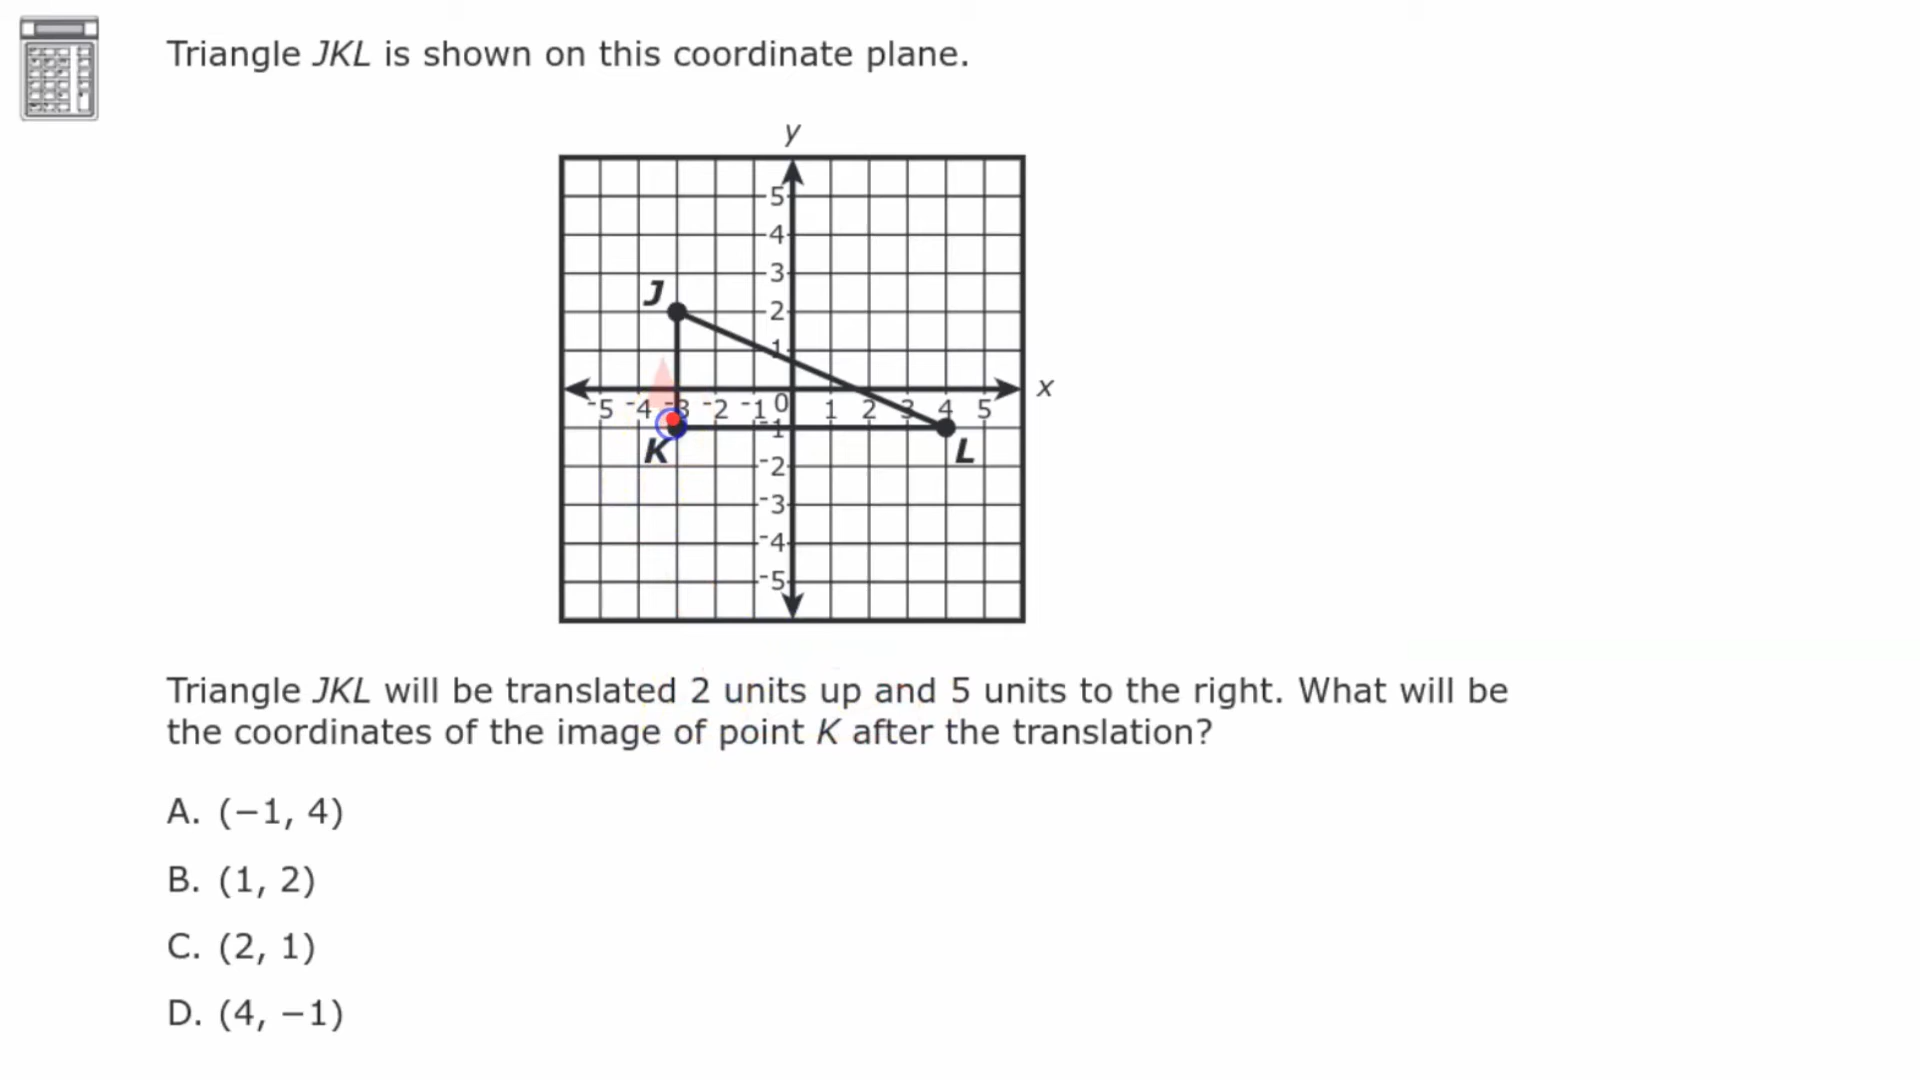 Triangle JKL is shown on this coordinate plane.
y
5
4
3
J
2
1
x
-5 -4 -3 -2 -1 0 1 2 3 4 5
-1
K
L
-2
-3
-4
-5
Triangle JKL will be translated 2 units up and 5 units to the right. What will be
the coordinates of the image of point K after the translation?
A. (−1, 4)
B. (1, 2)
C. (2, 1)
D. (4, −1)